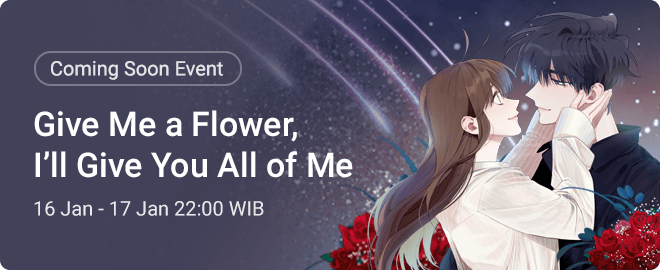 Coming Soon Event
Give Me a Flower,
I’ll Give You All of Me
16 Jan - 17 Jan 22:00 WIB